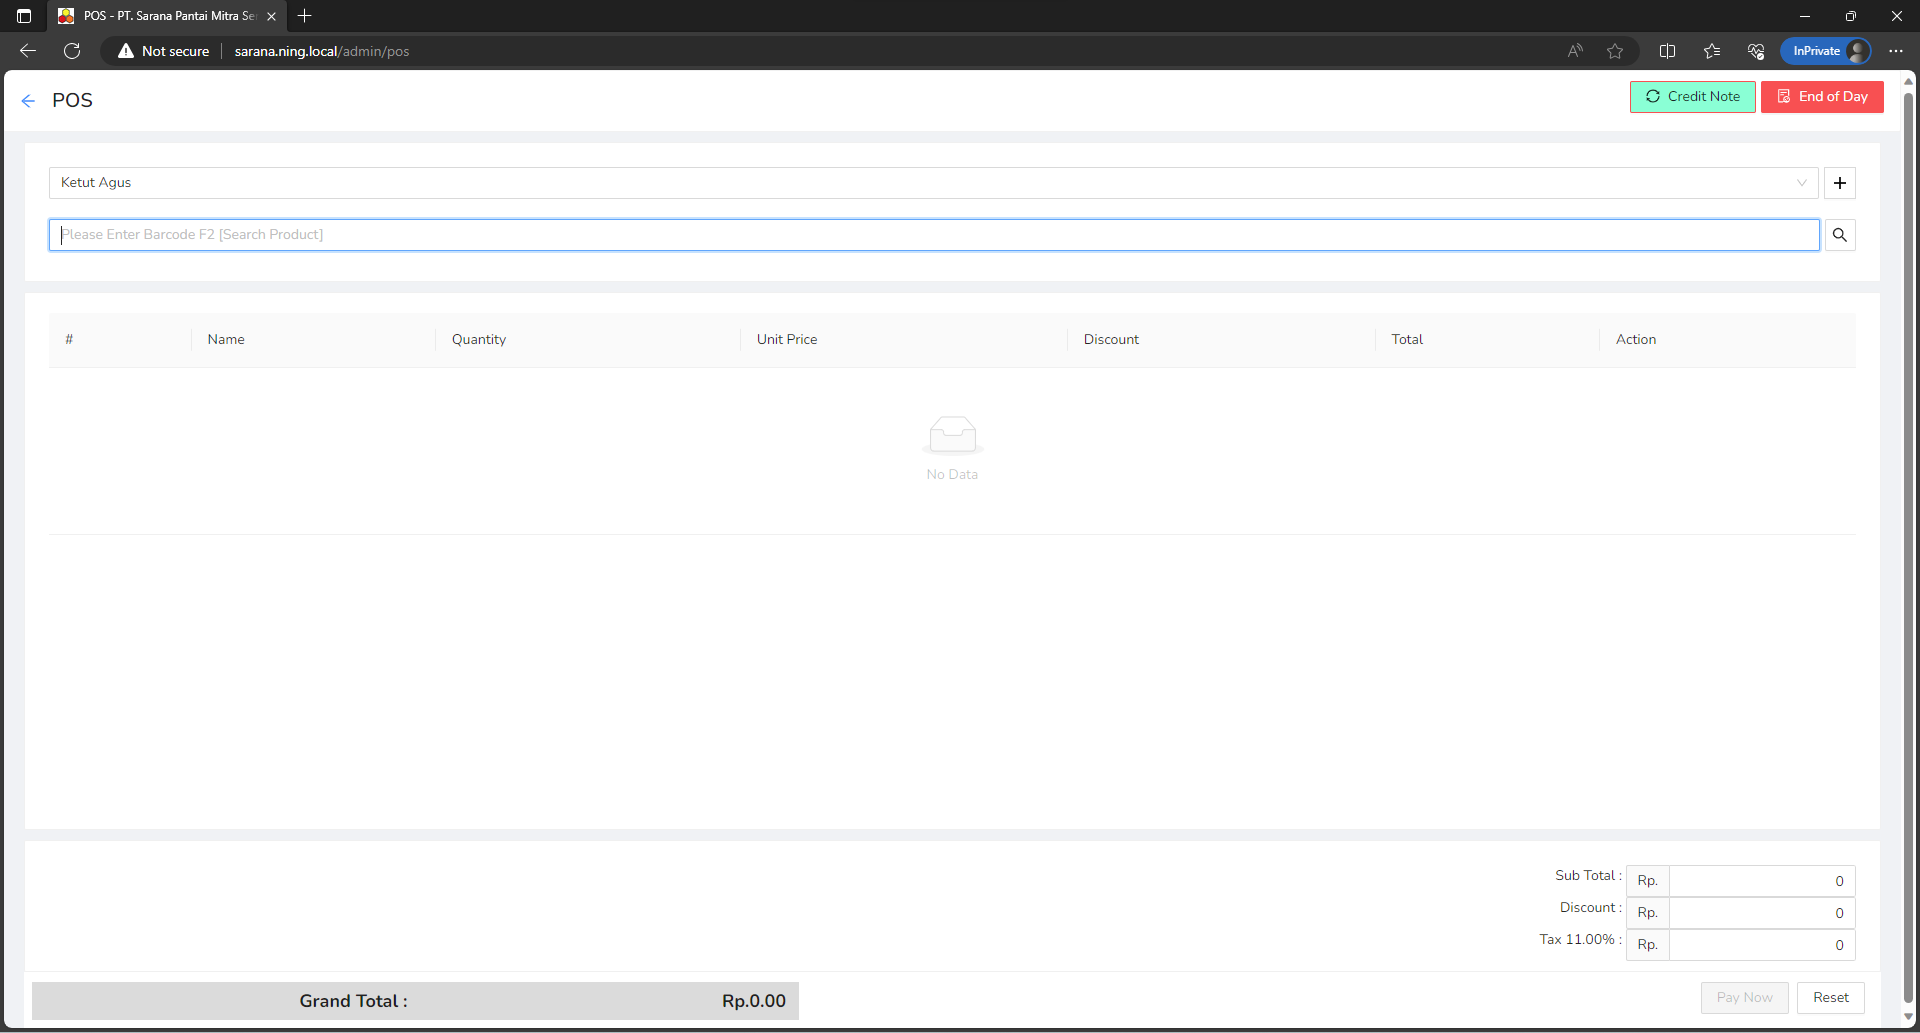 POS - PT. Sarana Pantai Mitra Se
Not secure
sarana.ning.local/admin/pos
InPrivate
POS
Credit Note
End of Day
Ketut Agus
Please Enter Barcode F2 [Search Product]
# Name Quantity Unit Price Discount Total Action
No Data
Sub Total : Rp. 0
Discount : Rp. 0
Tax 11.00% : Rp. 0
Grand Total : Rp.0.00
Pay Now
Reset